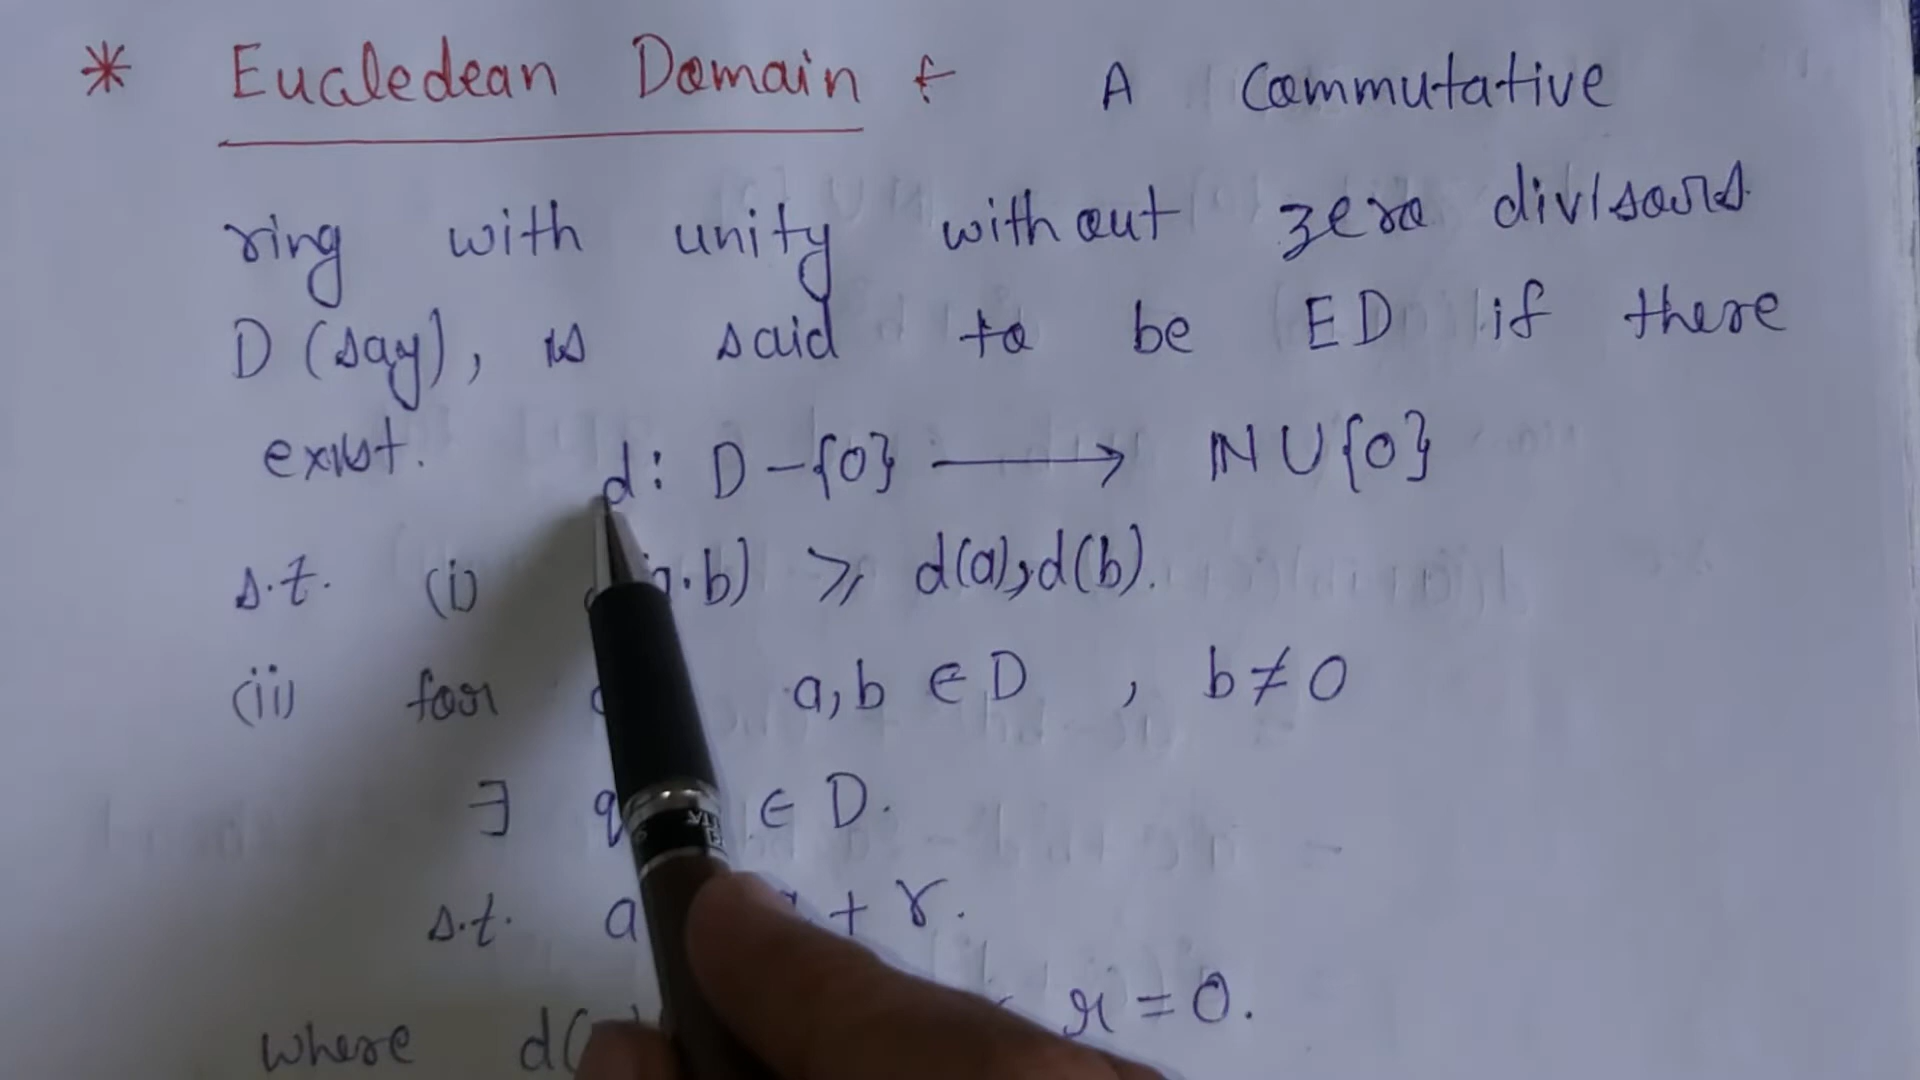 * Eucledean Domain :- A Commutative
ring with unity without zero divisors
D (say), is said to be ED if there
exist. d: D-{0} ⟶ ℕ U {0}
s.t. (i) a.b) ≥ d(a), d(b).
(ii) for a, b ∈ D , b ≠ 0
∃ q ∈ D.
s.t. a + r.
where d( r = 0.